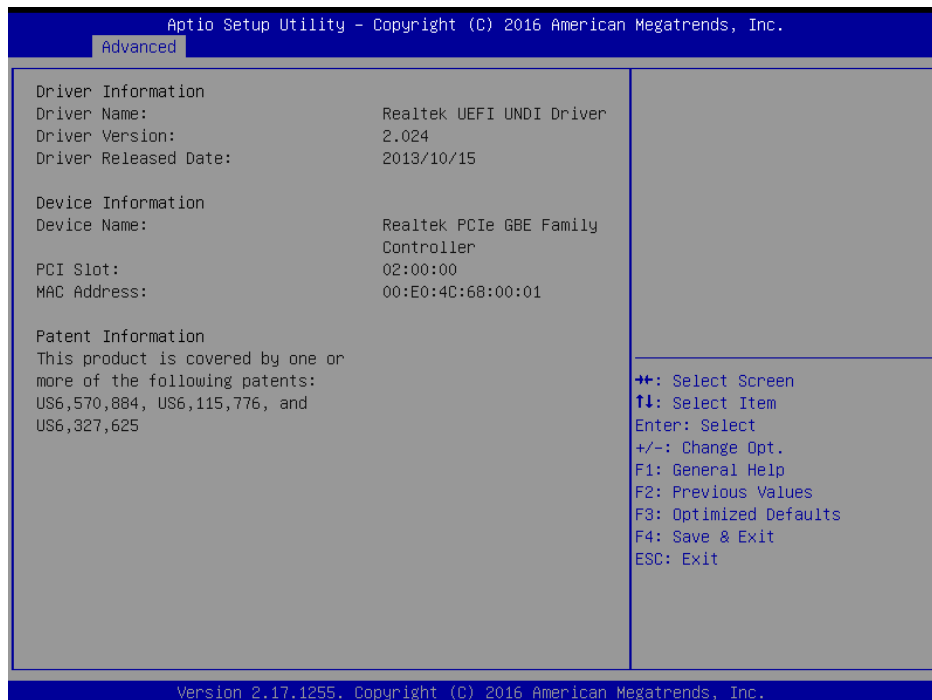 Aptio Setup Utility – Copyright (C) 2016 American Megatrends, Inc.
Advanced
Driver Information
Driver Name: Realtek UEFI UNDI Driver
Driver Version: 2.024
Driver Released Date: 2013/10/15
Device Information
Device Name: Realtek PCIe GBE Family
Controller
PCI Slot: 02:00:00
MAC Address: 00:E0:4C:68:00:01
Patent Information
This product is covered by one or
more of the following patents:
US6,570,884, US6,115,776, and
US6,327,625
→←: Select Screen
↑↓: Select Item
Enter: Select
+/-: Change Opt.
F1: General Help
F2: Previous Values
F3: Optimized Defaults
F4: Save & Exit
ESC: Exit
Version 2.17.1255. Copyright (C) 2016 American Megatrends, Inc.